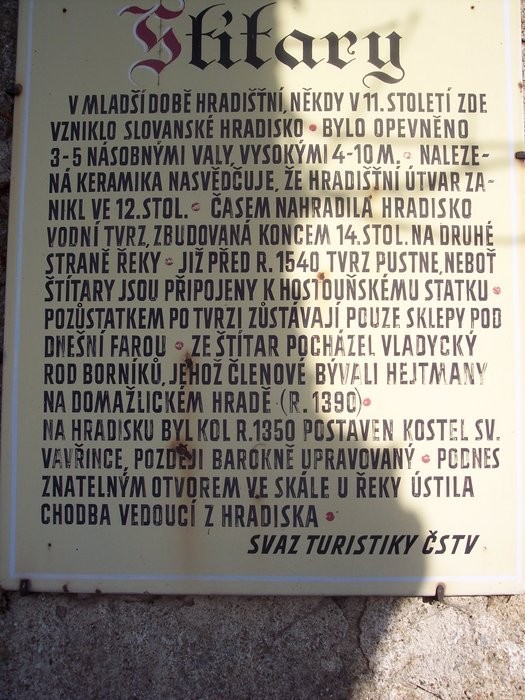 Štítary
V MLADŠÍ DOBĚ HRADIŠTNÍ, NĚKDY V 11. STOLETÍ ZDE
VZNIKLO SLOVANSKÉ HRADISKO • BYLO OPEVNĚNO
3-5 NÁSOBNÝMI VALY, VYSOKÝMI 4-10 M. • NALEZE-
NÁ KERAMIKA NASVĚDČUJE, ŽE HRADIŠTNÍ ÚTVAR ZA-
NIKL VE 12. STOL. • ČASEM NAHRADILA HRADISKO
VODNÍ TVRZ, ZBUDOVANÁ KONCEM 14. STOL. NA DRUHÉ
STRANĚ ŘEKY • JIŽ PŘED R. 1540 TVRZ PUSTNE, NEBOŤ
ŠTÍTARY JSOU PŘIPOJENY K HOSTOUŇSKÉMU STATKU •
POZŮSTATKEM PO TVRZI ZŮSTÁVAJÍ POUZE SKLEPY POD
DNEŠNÍ FAROU • ZE ŠTÍTAR POCHÁZEL VLADYCKÝ
ROD BORNÍKŮ, JEHOŽ ČLENOVÉ BÝVALI HEJTMANY
NA DOMAŽLICKÉM HRADĚ (R. 1390) •
NA HRADISKU BYL KOL R. 1350 POSTAVEN KOSTEL SV.
VAVŘINCE, POZDĚJI BAROKNĚ UPRAVOVANÝ • PODNES
ZNATELNÝM OTVOREM VE SKÁLE U ŘEKY ÚSTILA
CHODBA VEDOUCÍ Z HRADISKA •
SVAZ TURISTIKY ČSTV